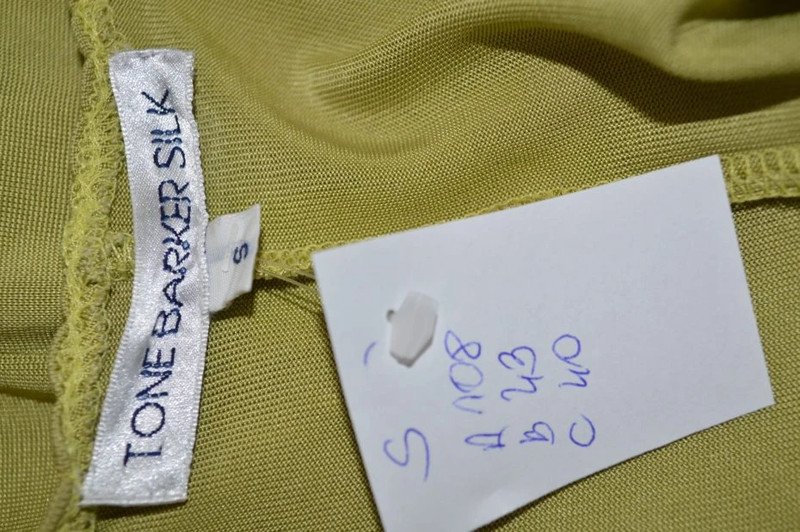 TONE BARKER SILK
S
S
A 108
B 43
C 40